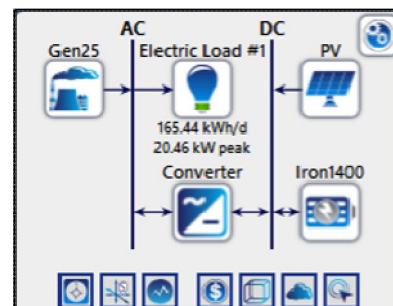 AC DC
Gen25 Electric Load #1 PV
165.44 kWh/d
20.46 kW peak
Converter Iron1400